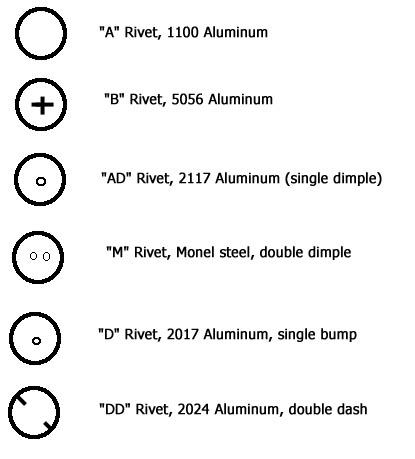 "A" Rivet, 1100 Aluminum
"B" Rivet, 5056 Aluminum
"AD" Rivet, 2117 Aluminum (single dimple)
"M" Rivet, Monel steel, double dimple
"D" Rivet, 2017 Aluminum, single bump
"DD" Rivet, 2024 Aluminum, double dash